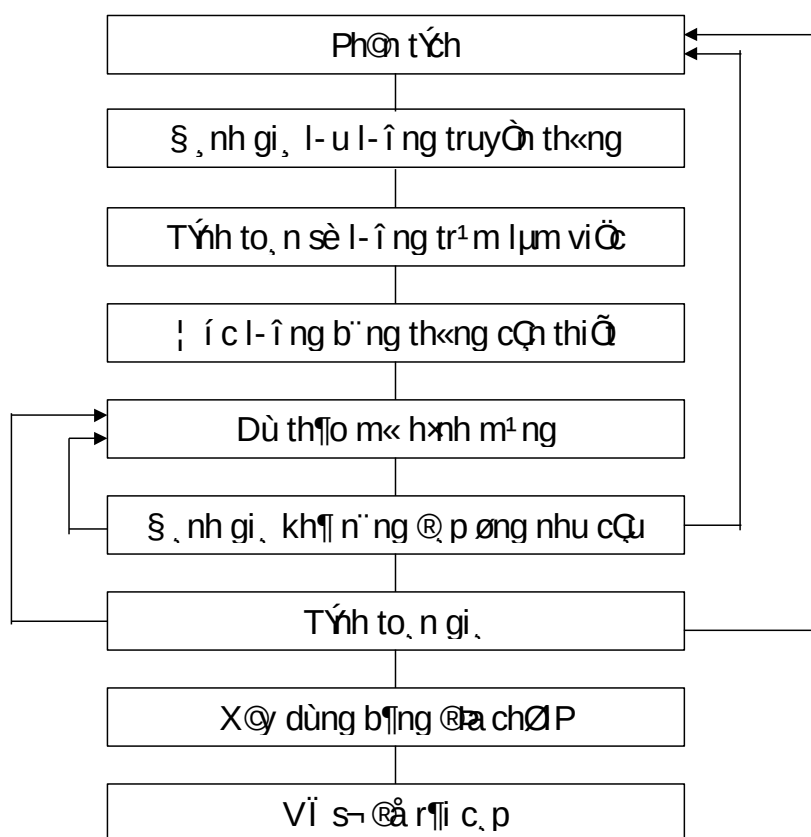 Ph©n tÝch
§¸nh gi¸ l-u l-îng truyÒn th«ng
TÝnh to¸n sè l-îng tr¹m lµm viÖc
¦íc l-îng b¨ng th«ng cÇn thiÕt
Dù th¶o m« h×nh m¹ng
§¸nh gi¸ kh¶ n¨ng ®¸p øng nhu cÇu
TÝnh to¸n gi¸
X©y dùng b¶ng ®Þa chØ IP
VÏ s¬ ®å r¶i c¸p